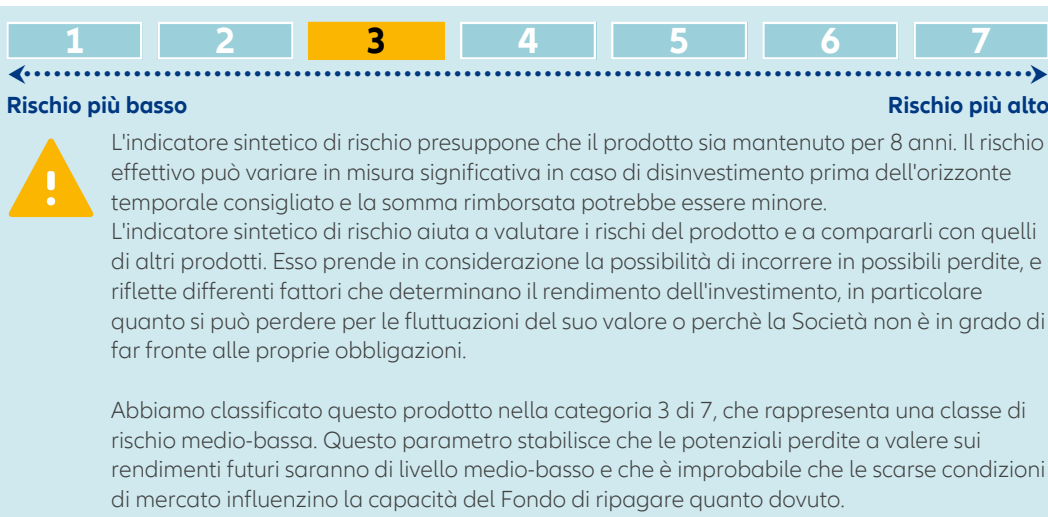 1 2 3 4 5 6 7
Rischio più basso Rischio più alto
L'indicatore sintetico di rischio presuppone che il prodotto sia mantenuto per 8 anni. Il rischio
effettivo può variare in misura significativa in caso di disinvestimento prima dell'orizzonte
temporale consigliato e la somma rimborsata potrebbe essere minore.
L'indicatore sintetico di rischio aiuta a valutare i rischi del prodotto e a compararli con quelli
di altri prodotti. Esso prende in considerazione la possibilità di incorrere in possibili perdite, e
riflette differenti fattori che determinano il rendimento dell'investimento, in particolare
quanto si può perdere per le fluttuazioni del suo valore o perchè la Società non è in grado di
far fronte alle proprie obbligazioni.
Abbiamo classificato questo prodotto nella categoria 3 di 7, che rappresenta una classe di
rischio medio-bassa. Questo parametro stabilisce che le potenziali perdite a valere sui
rendimenti futuri saranno di livello medio-basso e che è improbabile che le scarse condizioni
di mercato influenzino la capacità del Fondo di ripagare quanto dovuto.